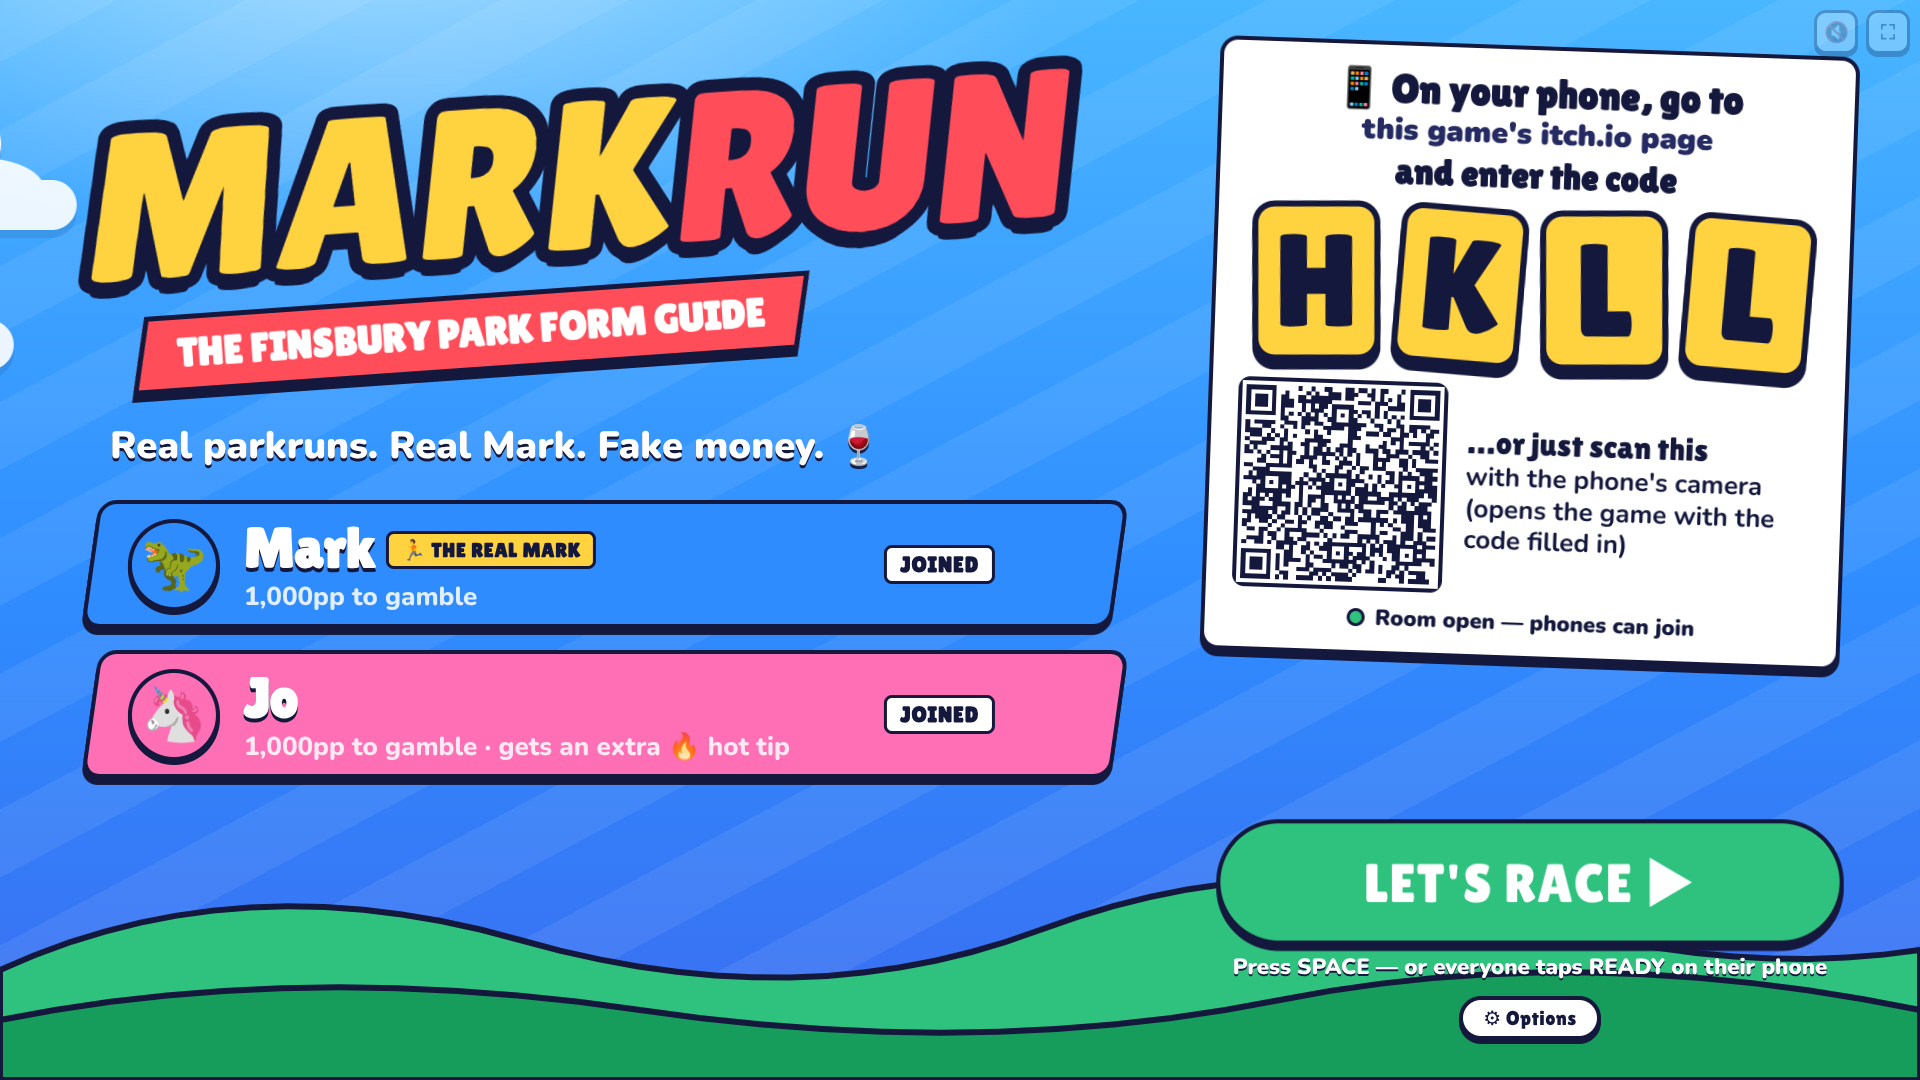 MARKRUN
THE FINSBURY PARK FORM GUIDE
Real parkruns. Real Mark. Fake money. 🍷
Mark 🏃 THE REAL MARK
1,000pp to gamble
JOINED
Jo
1,000pp to gamble · gets an extra 🔥 hot tip
JOINED
📱 On your phone, go to
this game's itch.io page
and enter the code
HKLL
...or just scan this
with the phone's camera
(opens the game with the
code filled in)
Room open — phones can join
LET'S RACE ▶
Press SPACE — or everyone taps READY on their phone
⚙ Options